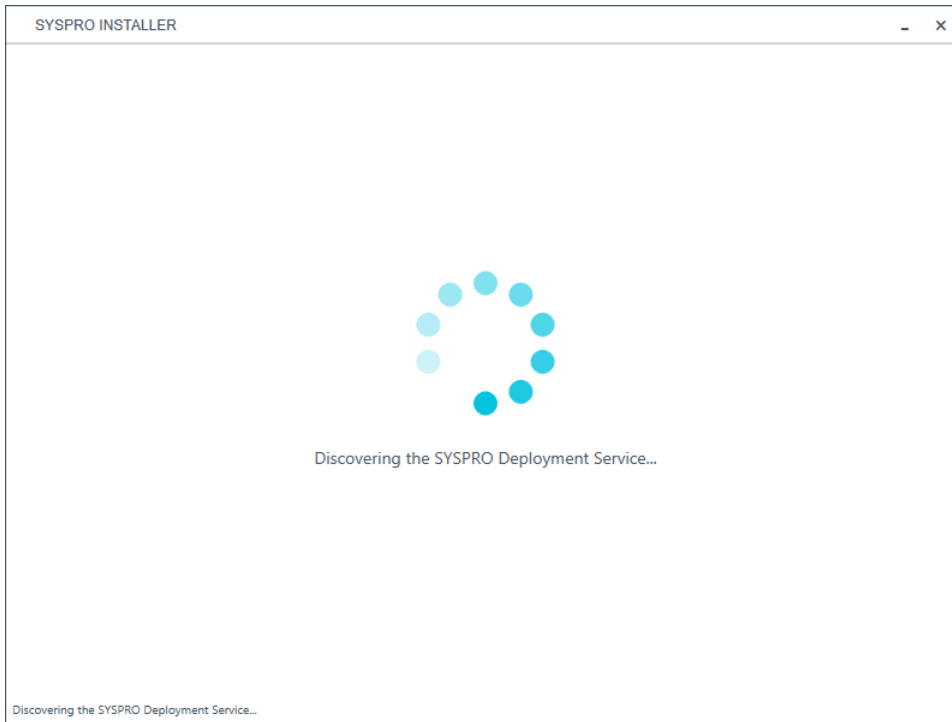 SYSPRO INSTALLER
Discovering the SYSPRO Deployment Service...
Discovering the SYSPRO Deployment Service...